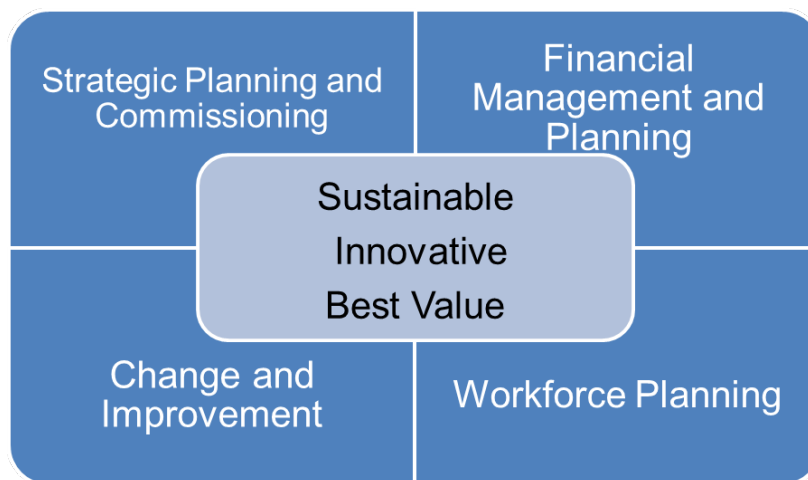 Strategic Planning and
Commissioning
Financial
Management and
Planning
Sustainable
Innovative
Best Value
Change and
Improvement
Workforce Planning